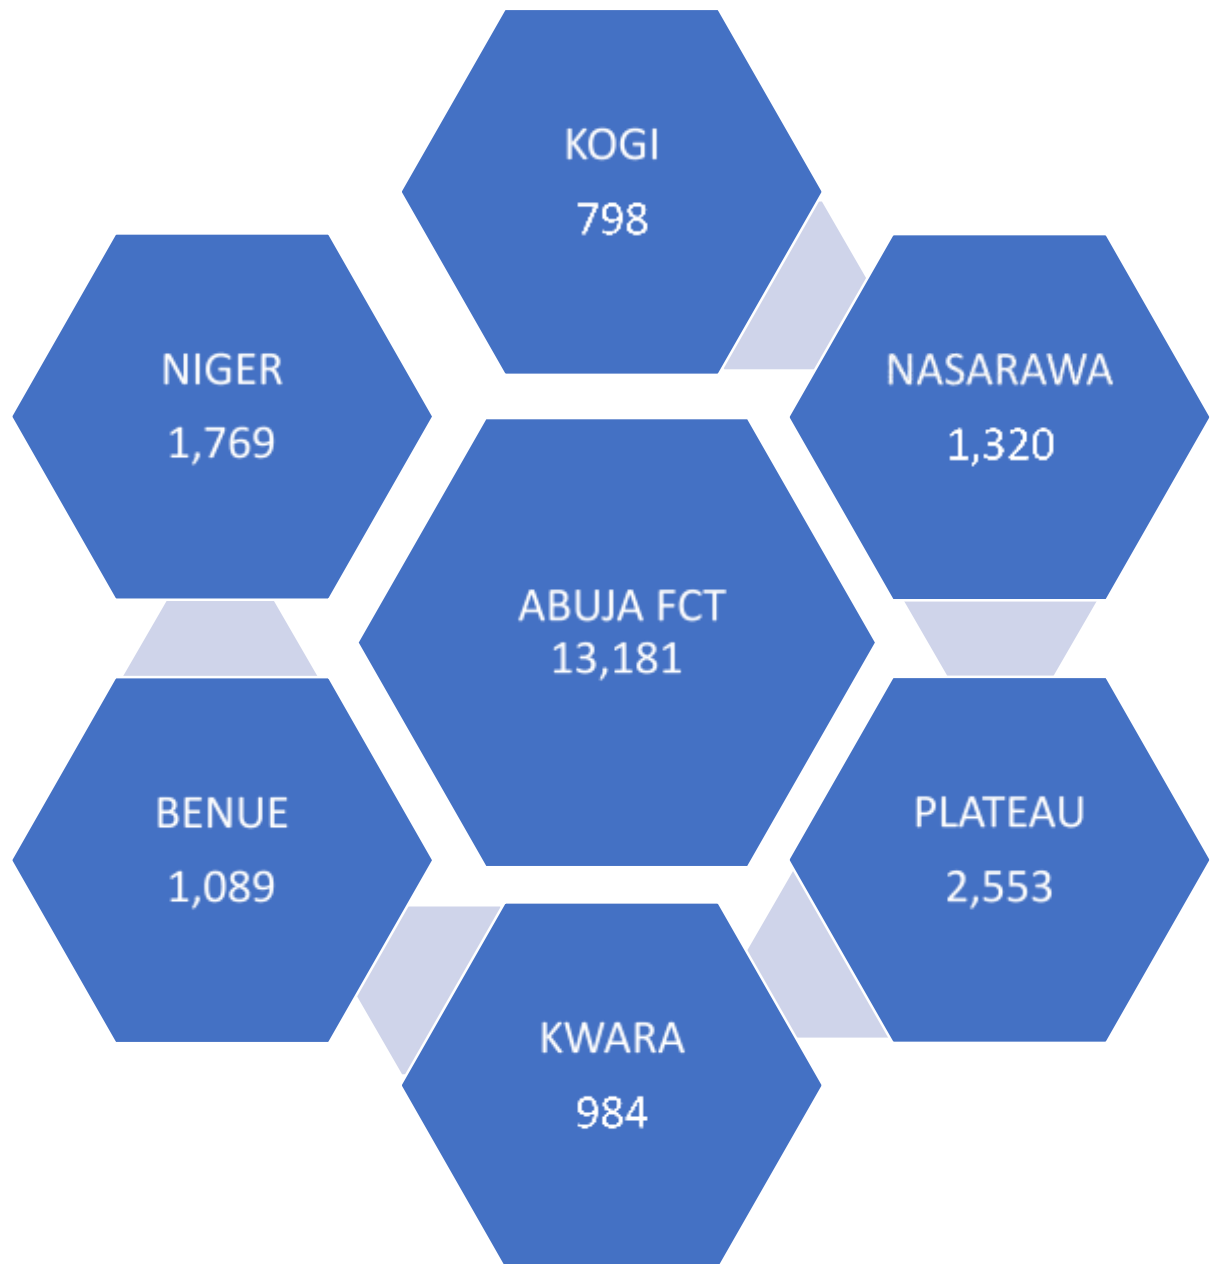 KOGI
798
NIGER
1,769
NASARAWA
1,320
ABUJA FCT
13,181
BENUE
1,089
PLATEAU
2,553
KWARA
984